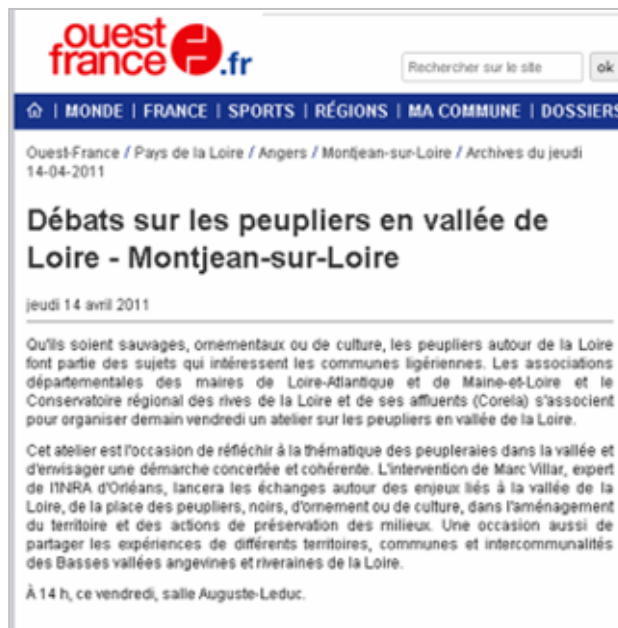 ouest
france
.fr
Rechercher sur le site
ok
| MONDE | FRANCE | SPORTS | RÉGIONS | MA COMMUNE | DOSSIERS
Ouest-France / Pays de la Loire / Angers / Montjean-sur-Loire / Archives du jeudi
14-04-2011
Débats sur les peupliers en vallée de
Loire - Montjean-sur-Loire
jeudi 14 avril 2011
Qu'ils soient sauvages, ornementaux ou de culture, les peupliers autour de la Loire
font partie des sujets qui intéressent les communes ligériennes. Les associations
départementales des maires de Loire-Atlantique et de Maine-et-Loire et le
Conservatoire régional des rives de la Loire et de ses affluents (Corela) s'associent
pour organiser demain vendredi un atelier sur les peupliers en vallée de la Loire.
Cet atelier est l'occasion de réfléchir à la thématique des peupleraies dans la vallée et
d'envisager une démarche concertée et cohérente. L'intervention de Marc Villar, expert
de l'INRA d'Orléans, lancera les échanges autour des enjeux liés à la vallée de la
Loire, de la place des peupliers, noirs, d'ornement ou de culture, dans l'aménagement
du territoire et des actions de préservation des milieux. Une occasion aussi de
partager les expériences de différents territoires, communes et intercommunalités
des Basses vallées angevines et riveraines de la Loire.
À 14 h, ce vendredi, salle Auguste-Leduc.